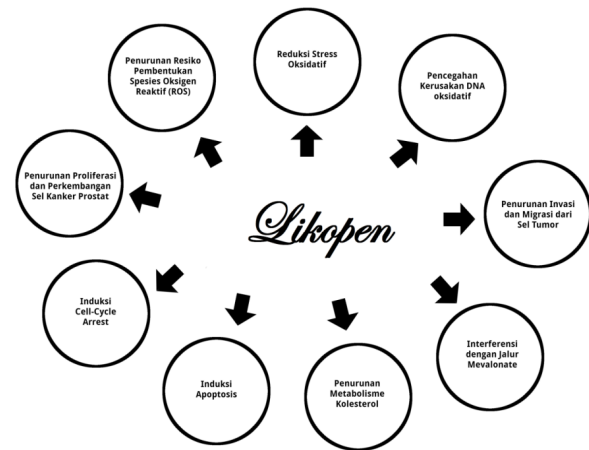 Reduksi Stress
Oksidatif
Pencegahan
Kerusakan DNA
oksidatif
Penurunan Invasi
dan Migrasi dari
Sel Tumor
Interferensi
dengan Jalur
Mevalonate
Penurunan
Metabolisme
Kolesterol
Induksi
Apoptosis
Induksi
Cell-Cycle
Arrest
Penurunan Proliferasi
dan Perkembangan
Sel Kanker Prostat
Penurunan Resiko
Pembentukan
Spesies Oksigen
Reaktif (ROS)
Likopen